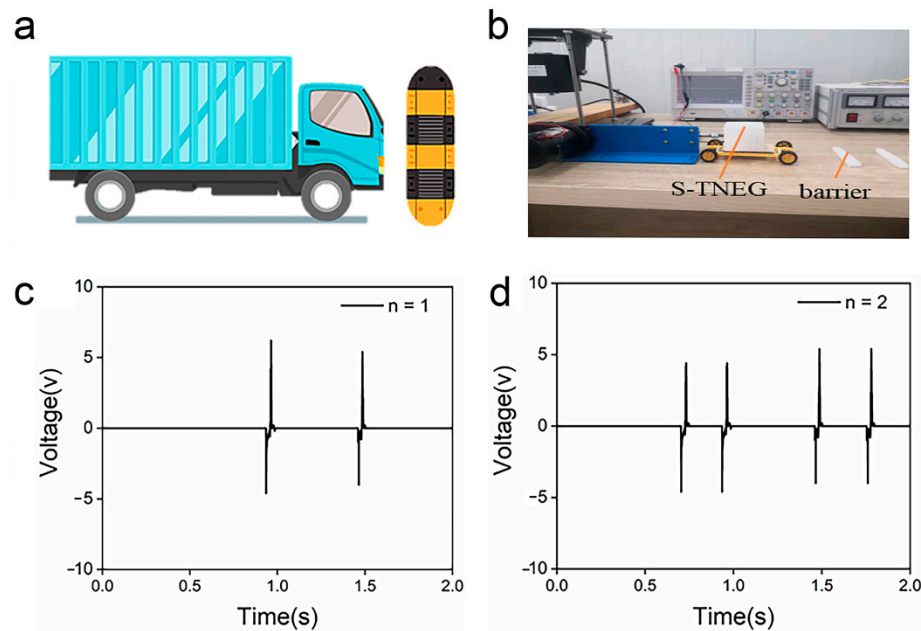 a
b
S-TNEG
barrier
c
n = 1
10
5
0
−5
−10
Voltage(v)
0.0 0.5 1.0 1.5 2.0
Time(s)
d
n = 2
10
5
0
−5
−10
Voltage(v)
0.0 0.5 1.0 1.5 2.0
Time(s)